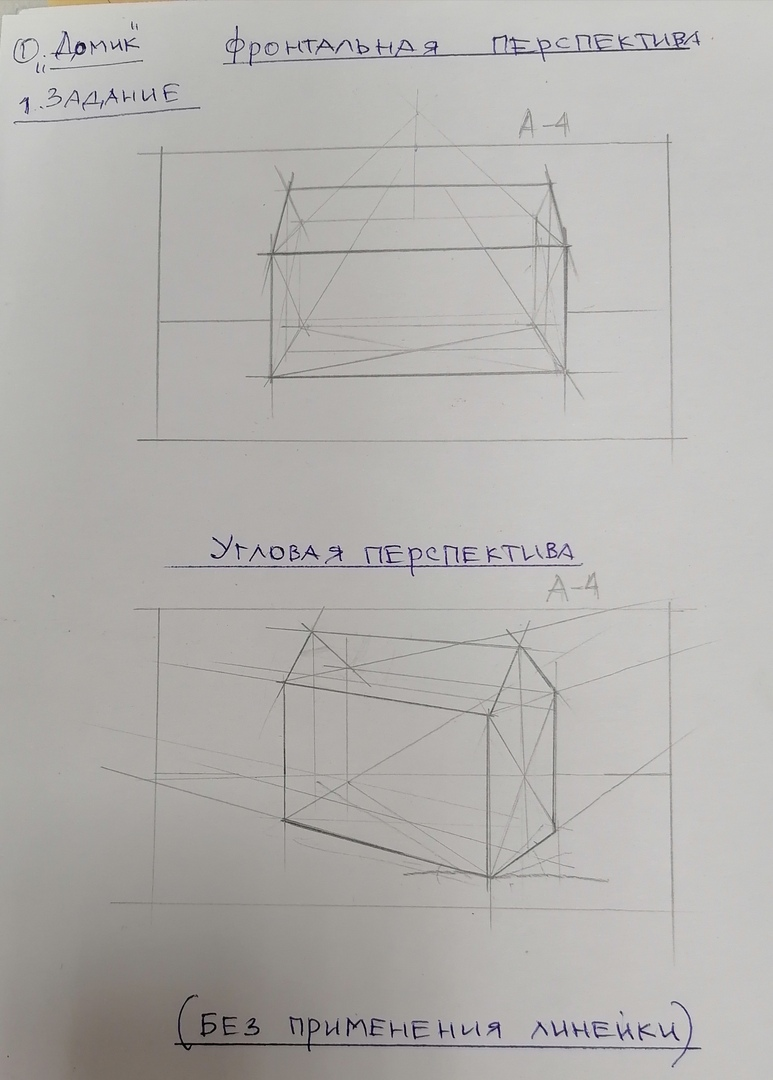 ① „Домик" ФРОНТАЛЬНАЯ ПЕРСПЕКТИВА
1. ЗАДАНИЕ
А-4
УГЛОВАЯ ПЕРСПЕКТИВА
А-4
(БЕЗ ПРИМЕНЕНИЯ ЛИНЕЙКИ)